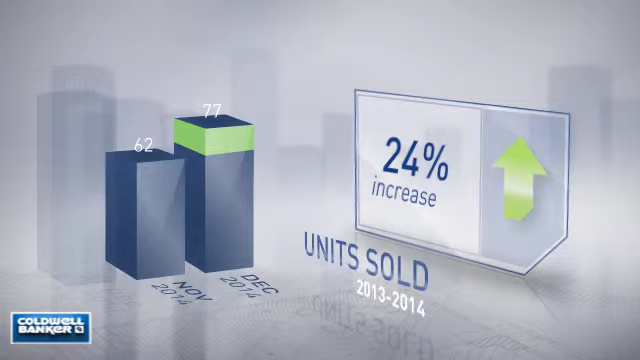 77
62
24%
increase
UNITS SOLD
2013-2014
NOV
2014
DEC
2014
COLDWELL
BANKER